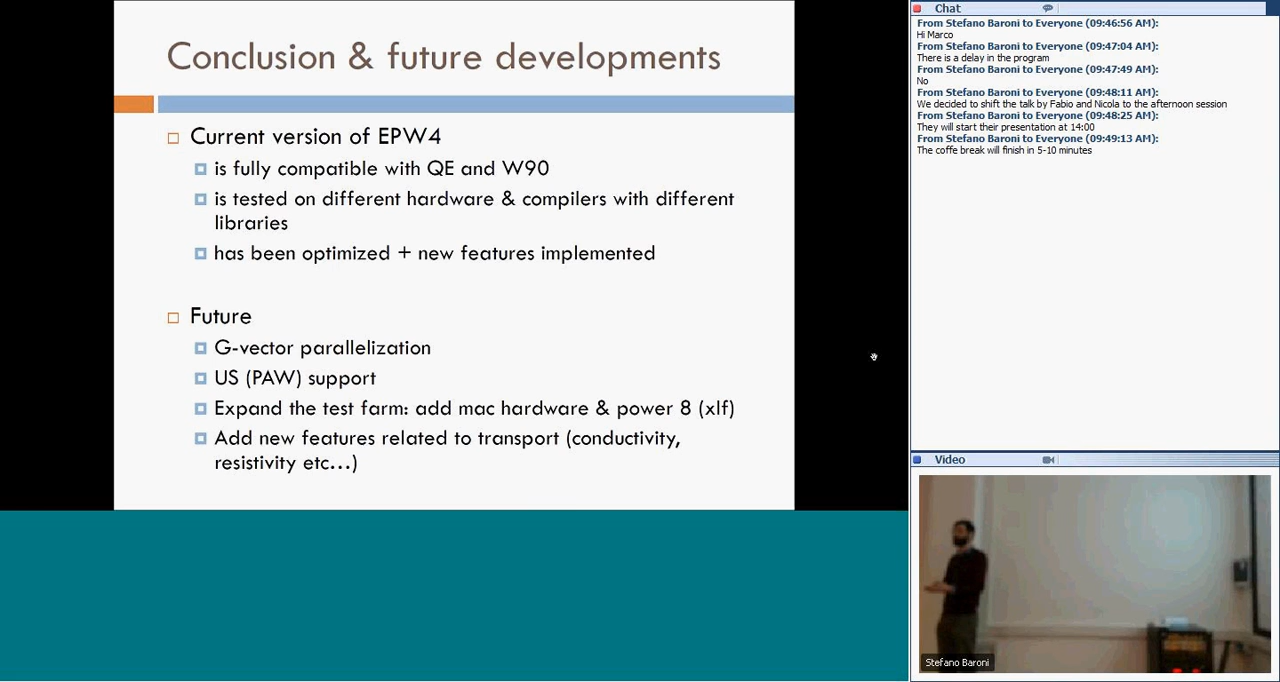 Conclusion & future developments
Current version of EPW4
is fully compatible with QE and W90
is tested on different hardware & compilers with different
libraries
has been optimized + new features implemented
Future
G-vector parallelization
US (PAW) support
Expand the test farm: add mac hardware & power 8 (xlf)
Add new features related to transport (conductivity,
resistivity etc...)
Chat
From Stefano Baroni to Everyone (09:46:56 AM):
Hi Marco
From Stefano Baroni to Everyone (09:47:04 AM):
There is a delay in the program
From Stefano Baroni to Everyone (09:47:49 AM):
No
From Stefano Baroni to Everyone (09:48:11 AM):
We decided to shift the talk by Fabio and Nicola to the afternoon session
From Stefano Baroni to Everyone (09:48:25 AM):
They will start their presentation at 14:00
From Stefano Baroni to Everyone (09:49:13 AM):
The coffe break will finish in 5-10 minutes
Video
Stefano Baroni